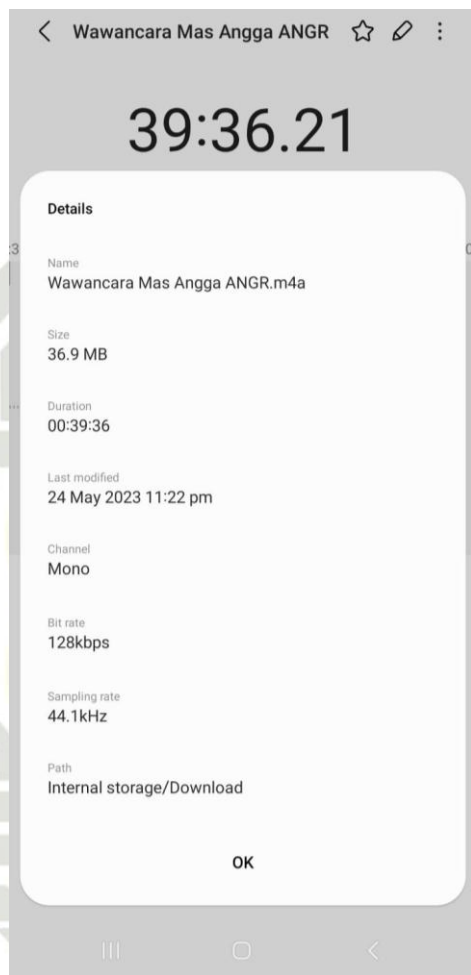 Wawancara Mas Angga ANGR
39:36.21
Details
Name
Wawancara Mas Angga ANGR.m4a
Size
36.9 MB
Duration
00:39:36
Last modified
24 May 2023 11:22 pm
Channel
Mono
Bit rate
128kbps
Sampling rate
44.1kHz
Path
Internal storage/Download
OK